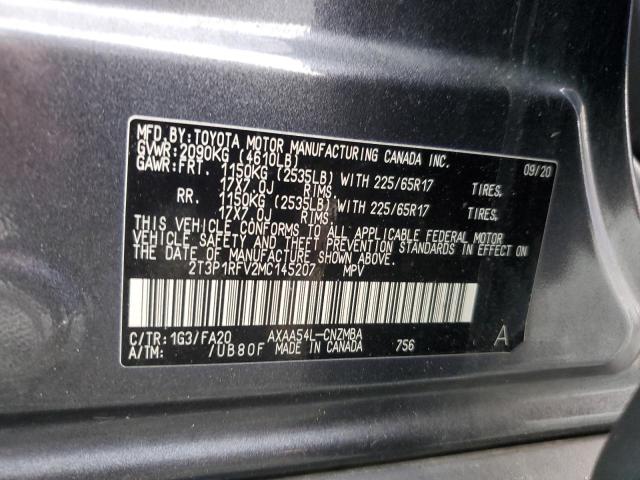 MFD.BY:TOYOTA MOTOR MANUFACTURING CANADA INC.
GVWR:2090KG (4610LB) 09/20
GAWR:FRT. 1150KG (2535LB) WITH 225/65R17 TIRES.
17X7.0J RIMS.
RR. 1150KG (2535LB) WITH 225/65R17 TIRES.
17X7.0J RIMS.
THIS VEHICLE CONFORMS TO ALL APPLICABLE FEDERAL MOTOR
VEHICLE SAFETY AND THEFT PREVENTION STANDARDS IN EFFECT ON
THE DATE OF MANUFACTURE SHOWN ABOVE.
2T3P1RFV2MC145207 MPV
C/TR:1G3/FA20 AXAA54L-CNZMBA
A/TM: /UB80F MADE IN CANADA 756 A